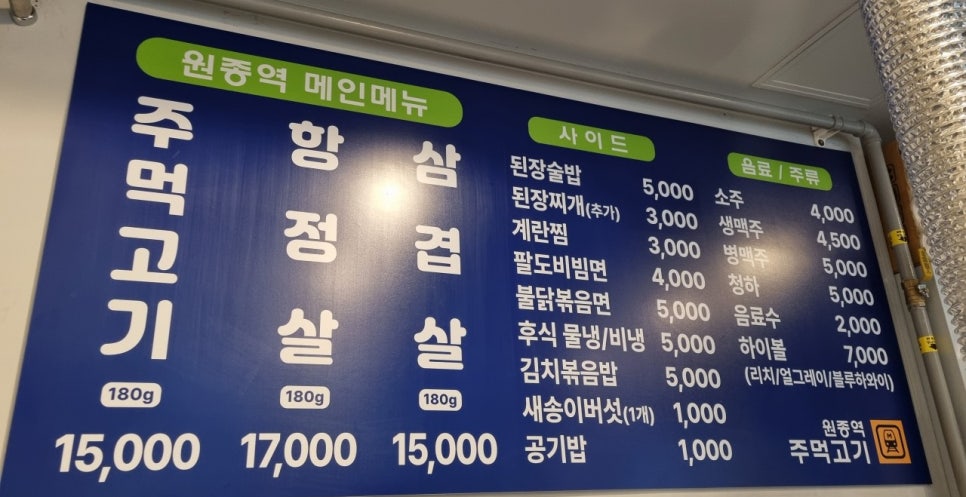 원종역 메인메뉴
주먹고기
180g
15,000
항정살
180g
17,000
삼겹살
180g
15,000
사이드
된장술밥 5,000
된장찌개(추가) 3,000
계란찜 3,000
팔도비빔면 4,000
불닭볶음면 5,000
후식 물냉/비냉 5,000
김치볶음밥 5,000
새송이버섯(1개) 1,000
공기밥 1,000
음료 / 주류
소주 4,000
생맥주 4,500
병맥주 5,000
청하 5,000
음료수 2,000
하이볼 7,000
(리치/얼그레이/블루하와이)
원종역
주먹고기